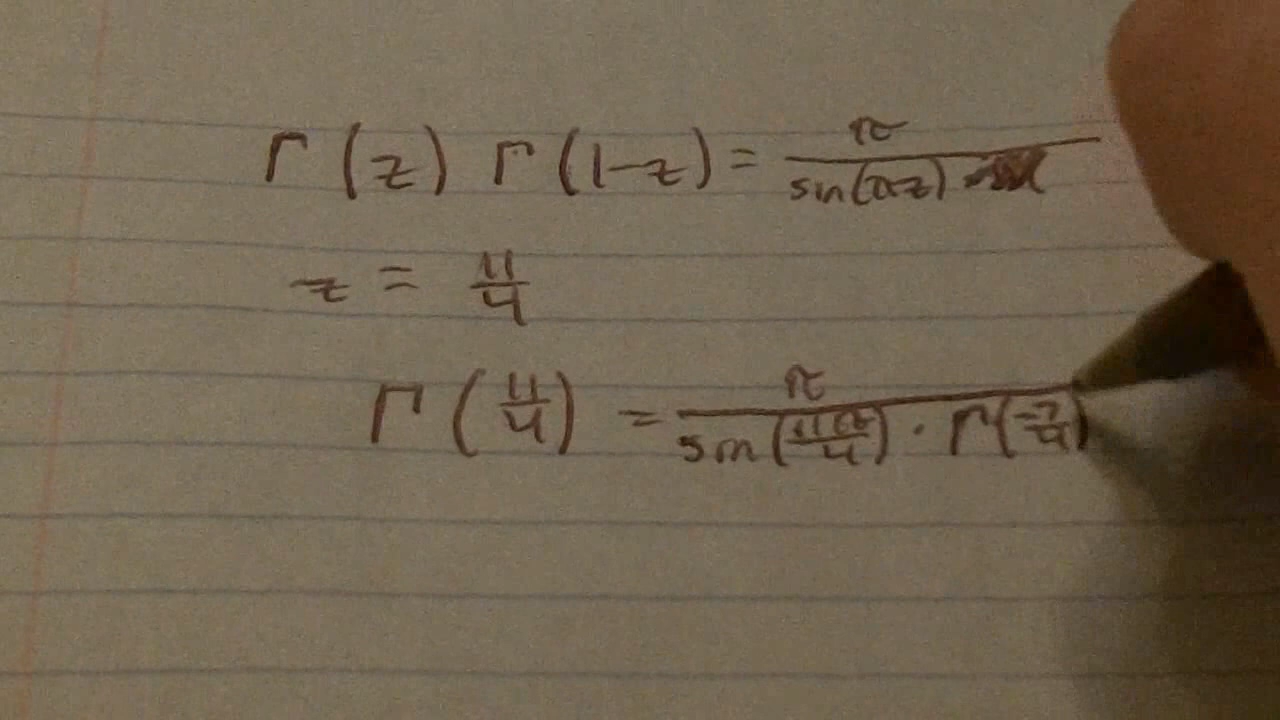 Γ(z) Γ(1-z) = π/sin(πz)
z = 11/4
Γ(11/4) = π/(sin(11π/4) · Γ(-7/4))